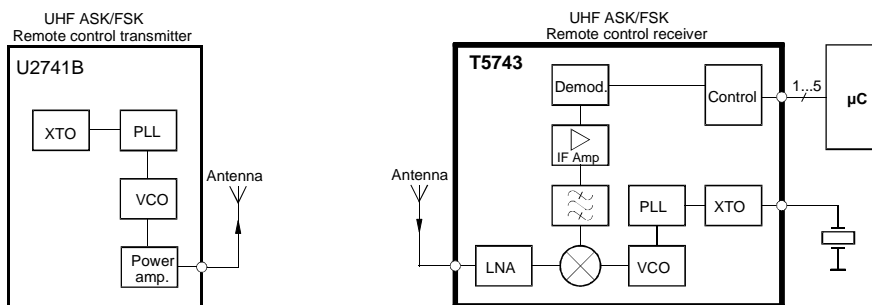 UHF ASK/FSK
Remote control transmitter
U2741B
XTO
PLL
VCO
Power
amp.
Antenna
UHF ASK/FSK
Remote control receiver
T5743
Demod.
Control
1...5
µC
IF Amp
Antenna
PLL
XTO
LNA
VCO